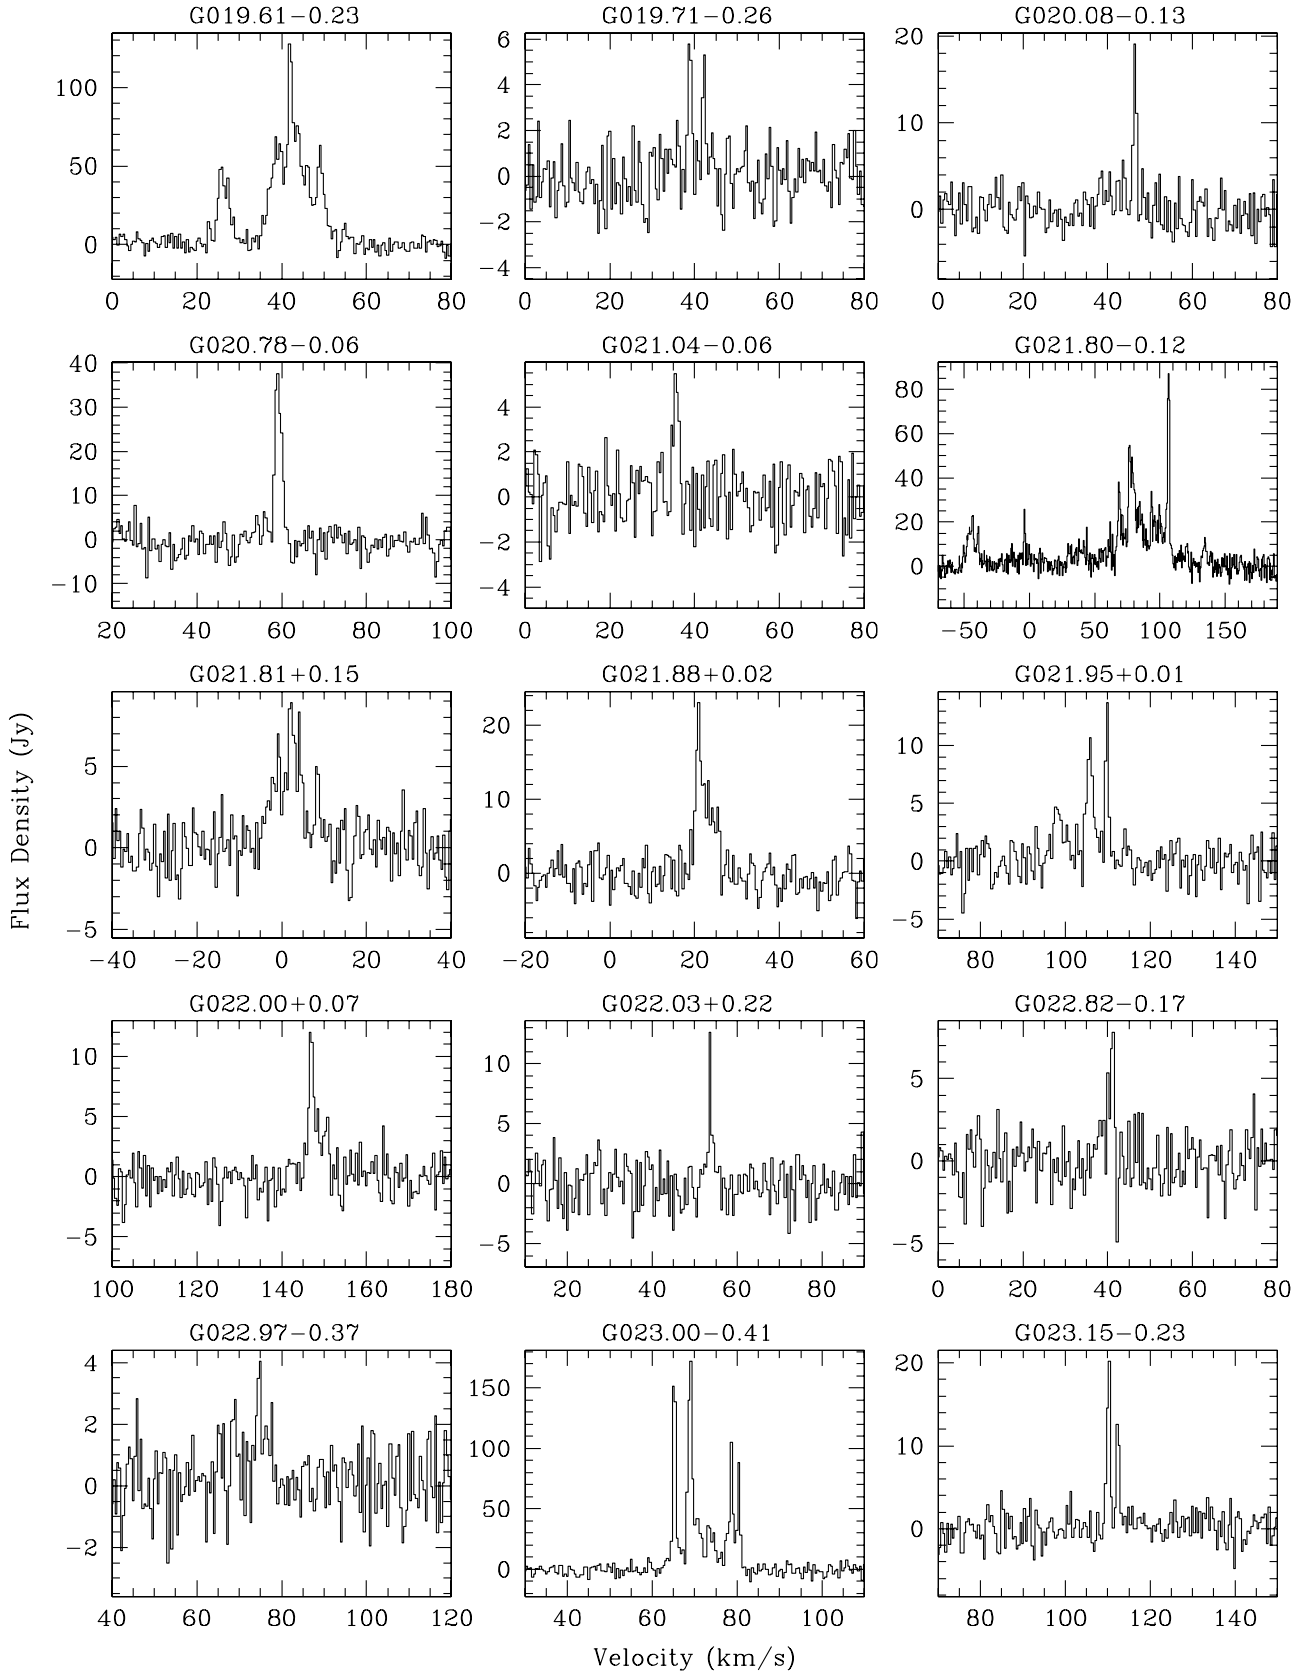 G019.61−0.23 G019.71−0.26 G020.08−0.13
100 50 0
6 4 2 0 −2 −4
20 10 0
0 20 40 60 80 0 20 40 60 80 0 20 40 60 80
G020.78−0.06 G021.04−0.06 G021.80−0.12
40 30 20 10 0 −10
4 2 0 −2 −4
80 60 40 20 0
20 40 60 80 100 0 20 40 60 80 −50 0 50 100 150
G021.81+0.15 G021.88+0.02 G021.95+0.01
5 0 −5
20 10 0
10 5 0 −5
−40 −20 0 20 40 −20 0 20 40 60 80 100 120 140
Flux Density (Jy)
G022.00+0.07 G022.03+0.22 G022.82−0.17
10 5 0 −5
10 5 0 −5
5 0 −5
100 120 140 160 180 20 40 60 80 0 20 40 60 80
G022.97−0.37 G023.00−0.41 G023.15−0.23
4 2 0 −2
150 100 50 0
20 10 0
40 60 80 100 120 40 60 80 100 80 100 120 140
Velocity (km/s)